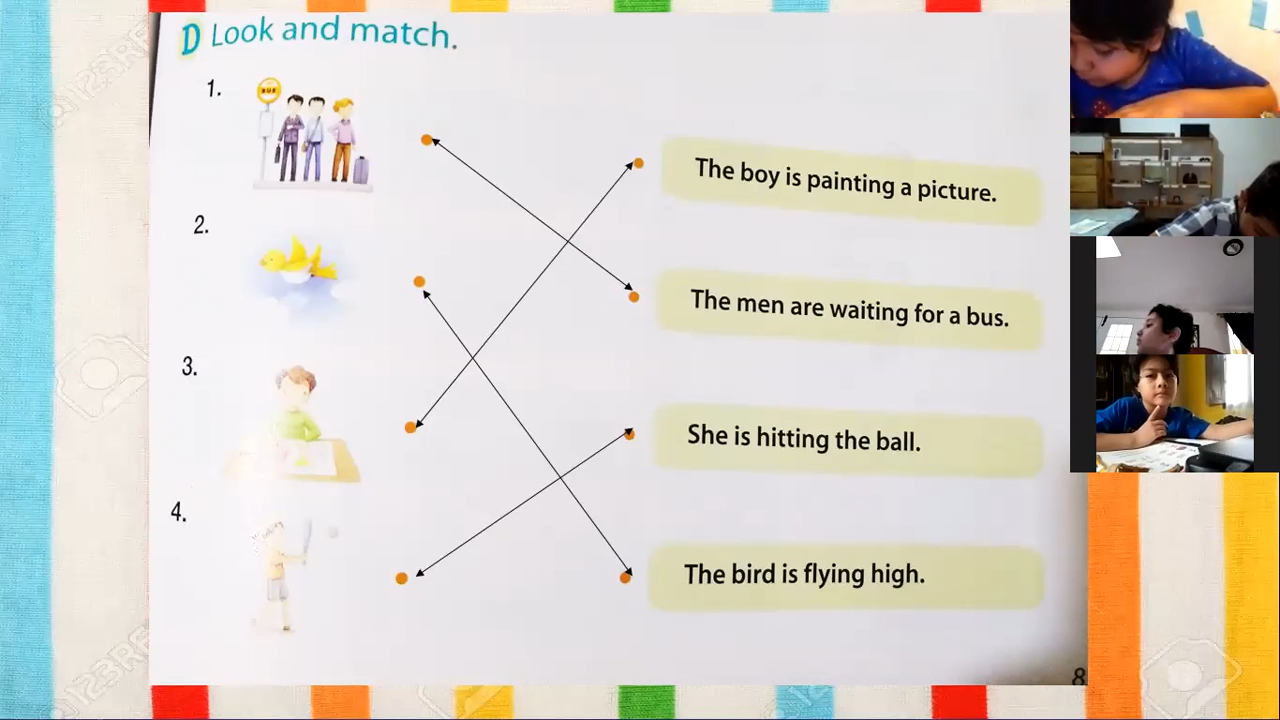 D Look and match.
1.
BUS
The boy is painting a picture.
2.
The men are waiting for a bus.
3.
She is hitting the ball.
4.
The bird is flying high.
8
123RF